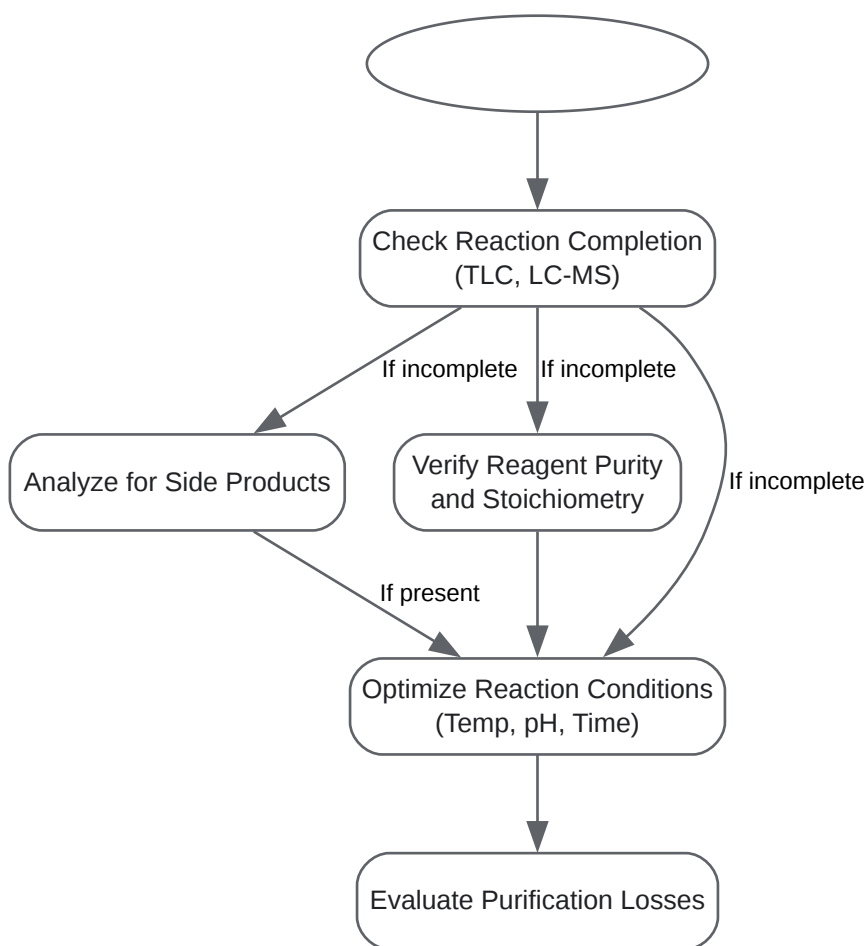 Check Reaction Completion
(TLC, LC-MS)
If incomplete
If incomplete
If incomplete
Analyze for Side Products
Verify Reagent Purity
and Stoichiometry
If present
Optimize Reaction Conditions
(Temp, pH, Time)
Evaluate Purification Losses